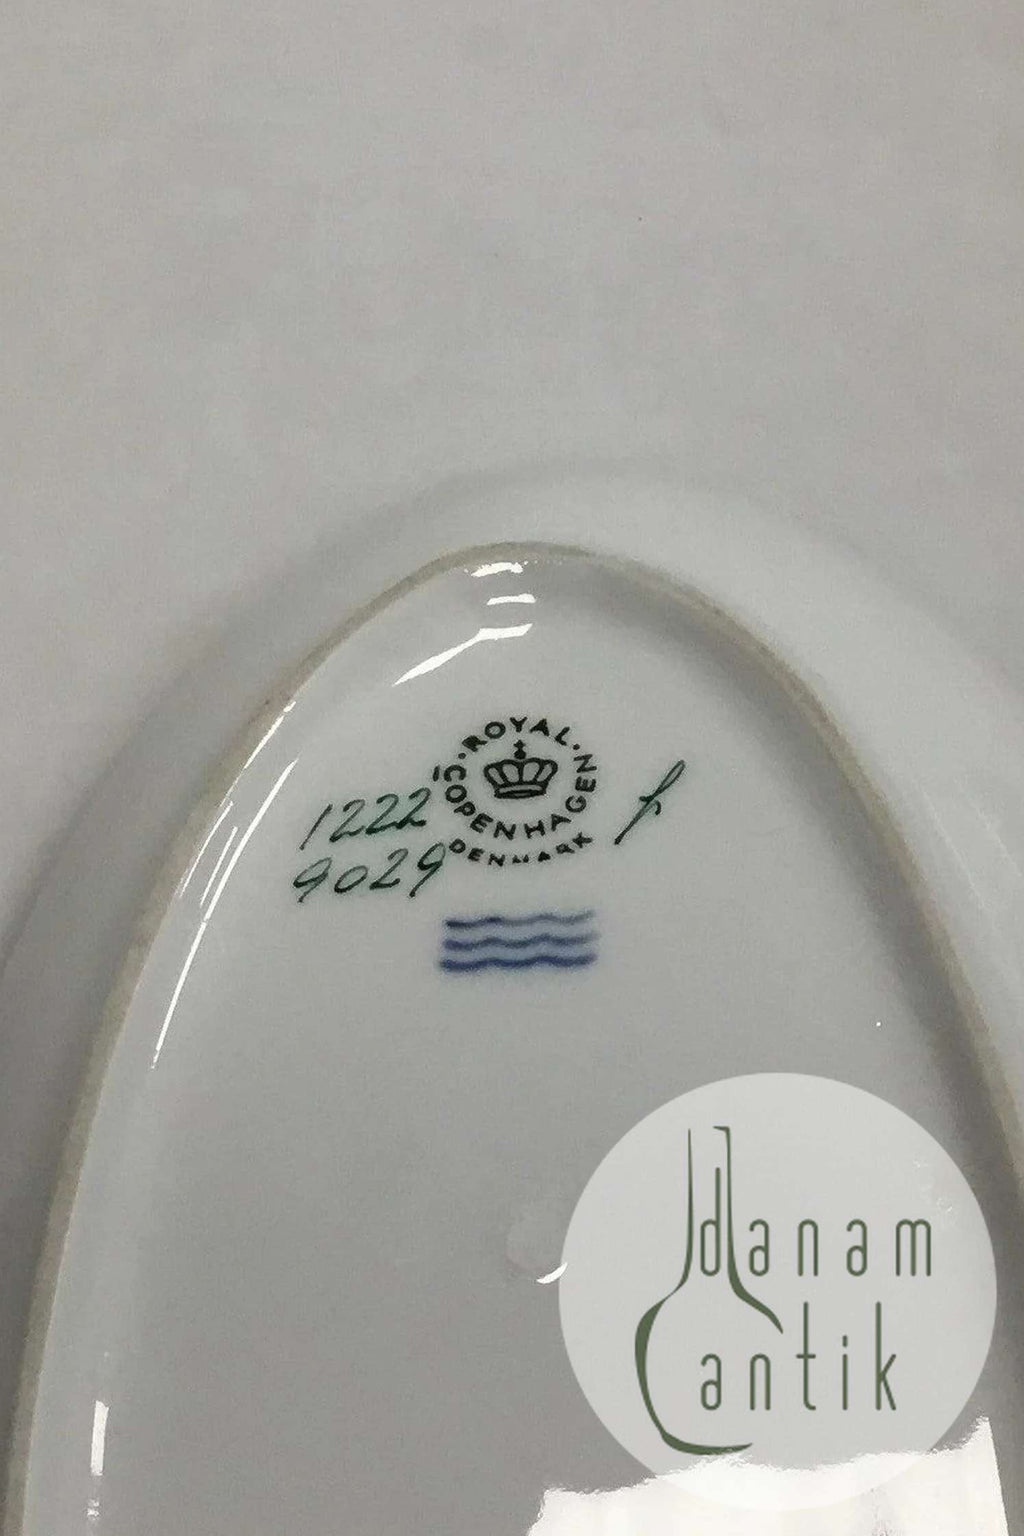 ROYAL
COPENHAGEN
DENMARK
1222
9029
danam
antik